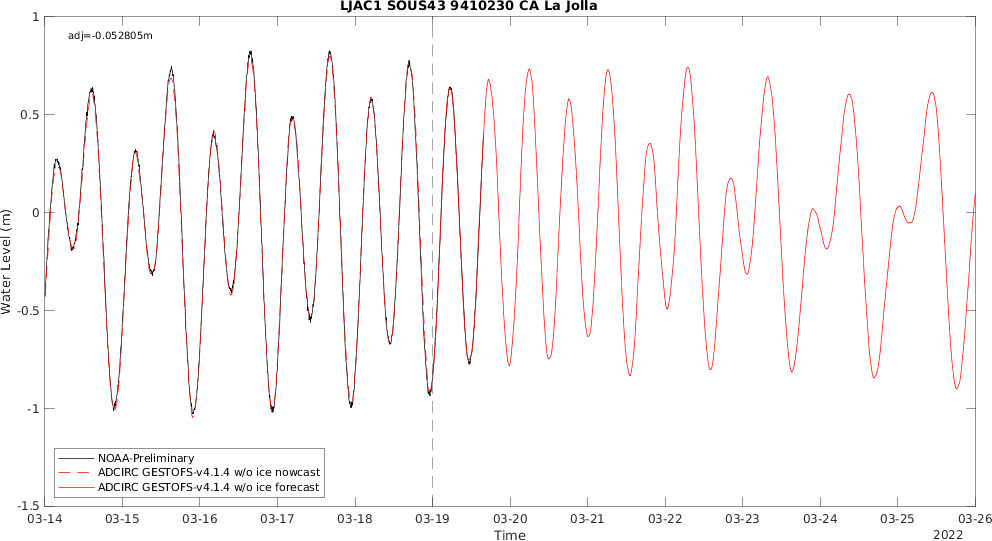 LJAC1 SOUS43 9410230 CA La Jolla
adj=-0.052805m
1
0.5
0
-0.5
-1
-1.5
Water Level (m)
NOAA-Preliminary
ADCIRC GESTOFS-v4.1.4 w/o ice nowcast
ADCIRC GESTOFS-v4.1.4 w/o ice forecast
03-14 03-15 03-16 03-17 03-18 03-19 03-20 03-21 03-22 03-23 03-24 03-25 03-26
Time
2022